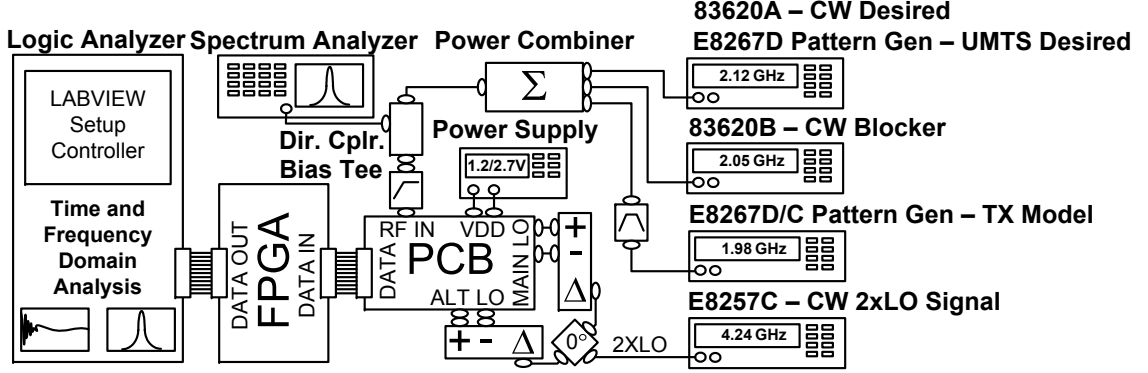 83620A – CW Desired
Logic Analyzer
Spectrum Analyzer
Power Combiner
E8267D Pattern Gen – UMTS Desired
LABVIEW
Setup
Controller
Σ
2.12 GHz
Dir. Cplr.
Bias Tee
Power Supply
1.2/2.7V
83620B – CW Blocker
2.05 GHz
Time and
Frequency
Domain
Analysis
DATA OUT
FPGA
DATA IN
RF IN
VDD
DATA
PCB
MAIN LO
ALT LO
+
-
Δ
E8267D/C Pattern Gen – TX Model
1.98 GHz
+ - Δ
0°
2XLO
E8257C – CW 2xLO Signal
4.24 GHz